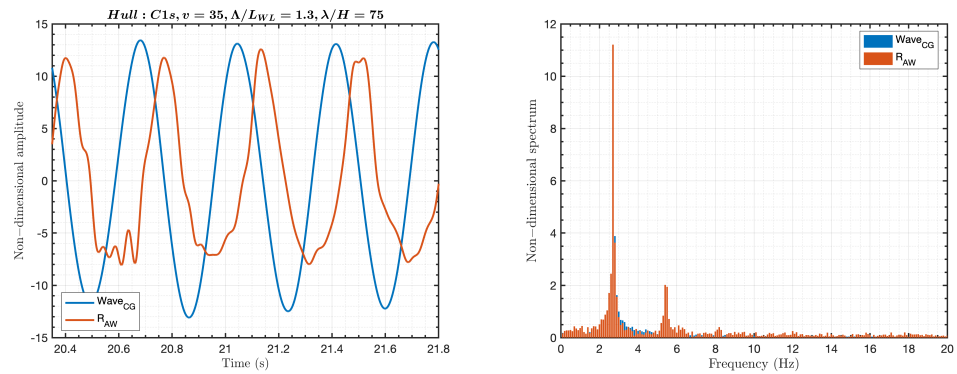 Hull : C1s, v = 35, Λ/L_WL = 1.3, λ/H = 75
Non−dimensional amplitude
15
10
5
0
-5
-10
-15
20.4 20.6 20.8 21 21.2 21.4 21.6 21.8
Time (s)
Wave_CG
R_AW
Non−dimensional spectrum
12
10
8
6
4
2
0
0 2 4 6 8 10 12 14 16 18 20
Frequency (Hz)
Wave_CG
R_AW